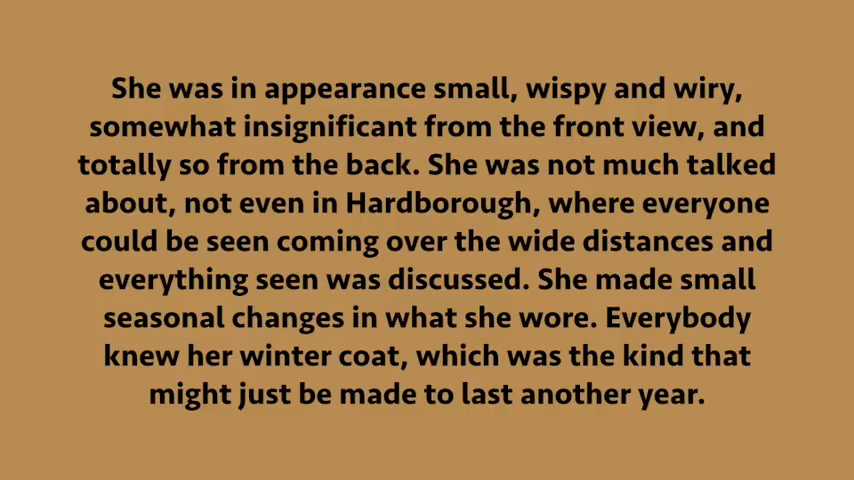 She was in appearance small, wispy and wiry,
somewhat insignificant from the front view, and
totally so from the back. She was not much talked
about, not even in Hardborough, where everyone
could be seen coming over the wide distances and
everything seen was discussed. She made small
seasonal changes in what she wore. Everybody
knew her winter coat, which was the kind that
might just be made to last another year.